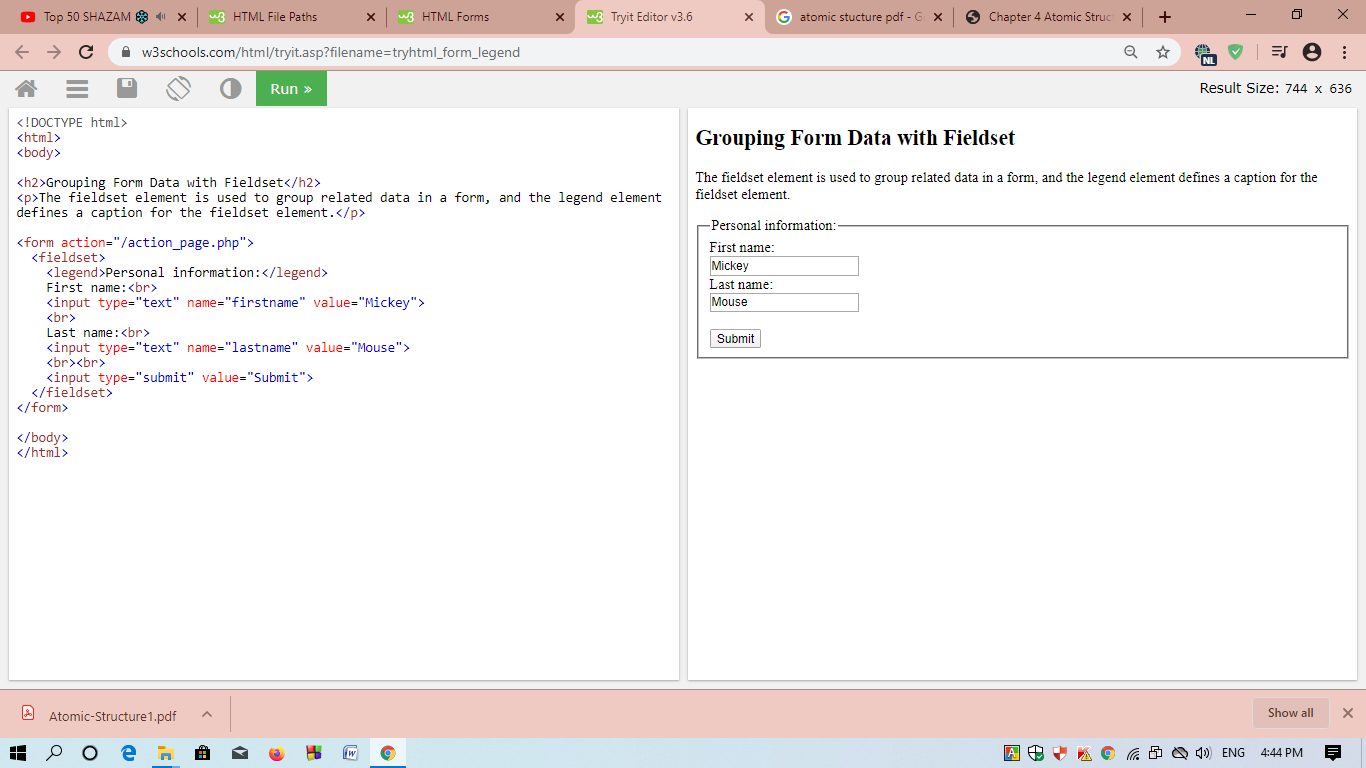 Top 50 SHAZAM
HTML File Paths
HTML Forms
Tryit Editor v3.6
atomic stucture pdf - G
Chapter 4 Atomic Struc
w3schools.com/html/tryit.asp?filename=tryhtml_form_legend
NL
Run »
Result Size: 744 x 636
<!DOCTYPE html>
<html>
<body>
<h2>Grouping Form Data with Fieldset</h2>
<p>The fieldset element is used to group related data in a form, and the legend element
defines a caption for the fieldset element.</p>
<form action="/action_page.php">
<fieldset>
<legend>Personal information:</legend>
First name:<br>
<input type="text" name="firstname" value="Mickey">
<br>
Last name:<br>
<input type="text" name="lastname" value="Mouse">
<br><br>
<input type="submit" value="Submit">
</fieldset>
</form>
</body>
</html>
Grouping Form Data with Fieldset
The fieldset element is used to group related data in a form, and the legend element defines a caption for the
fieldset element.
Personal information:
First name:
Mickey
Last name:
Mouse
Submit
Atomic-Structure1.pdf
Show all
ENG
4:44 PM